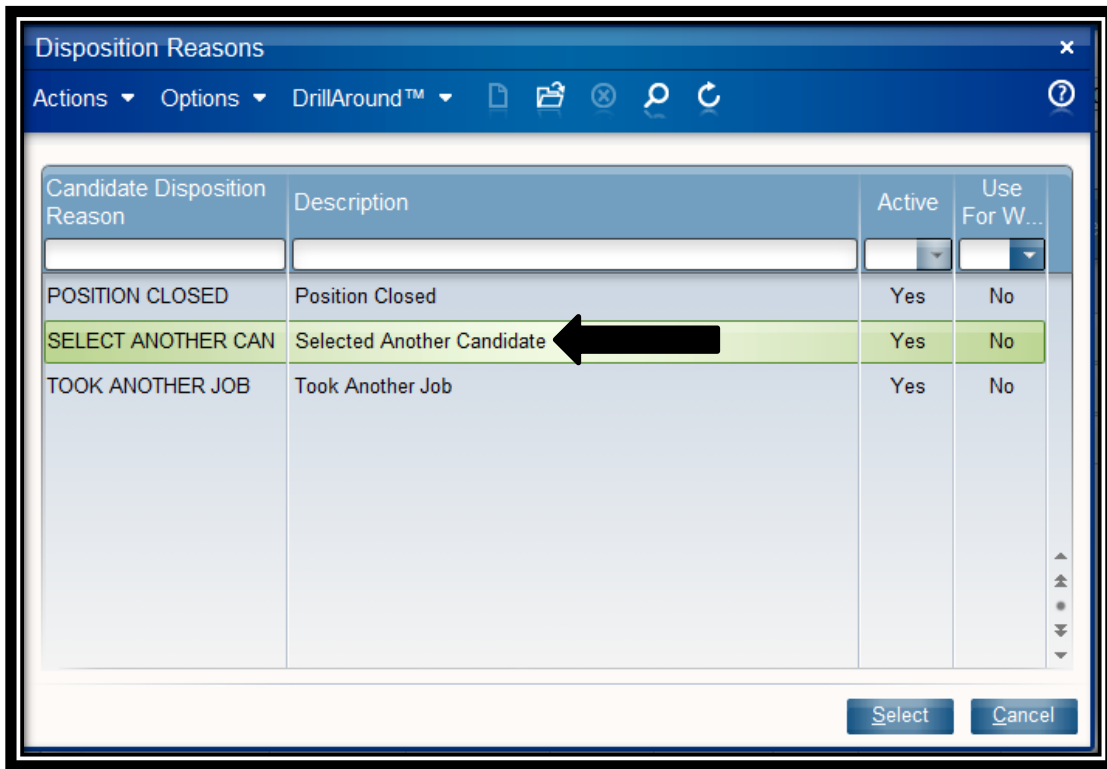 Disposition Reasons
Actions Options DrillAround™
Candidate Disposition Reason Description Active Use For W...
POSITION CLOSED Position Closed Yes No
SELECT ANOTHER CAN Selected Another Candidate Yes No
TOOK ANOTHER JOB Took Another Job Yes No
Select Cancel